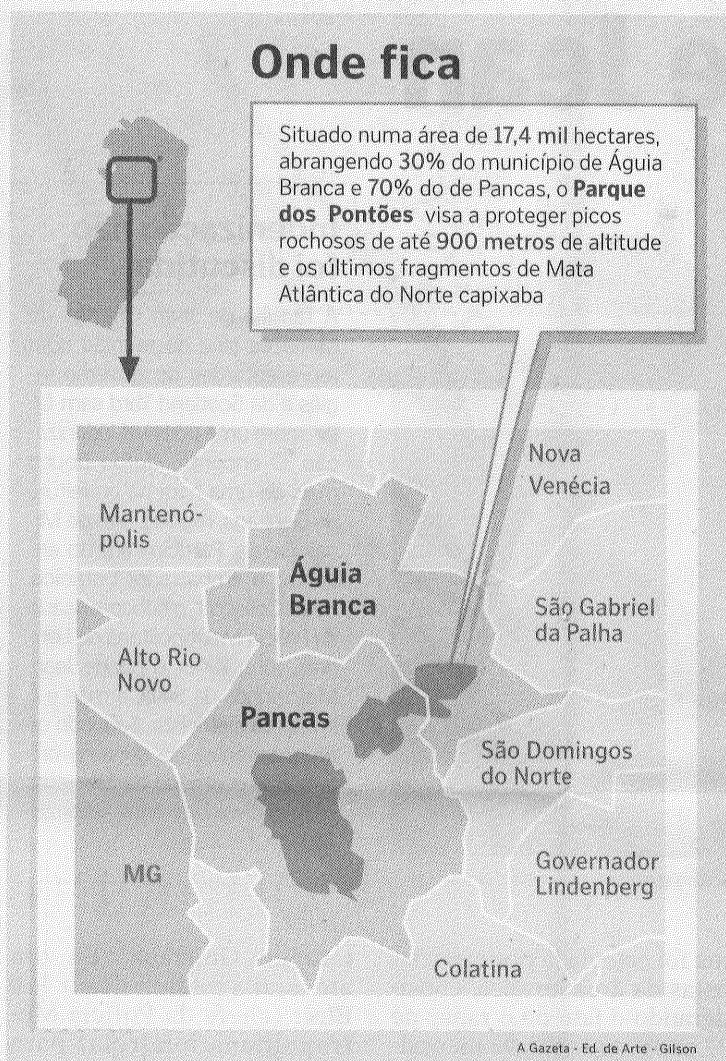 Onde fica
Situado numa área de 17,4 mil hectares,
abrangendo 30% do município de Águia
Branca e 70% do de Pancas, o Parque
dos Pontões visa a proteger picos
rochosos de até 900 metros de altitude
e os últimos fragmentos de Mata
Atlântica do Norte capixaba
Nova
Venécia
Mantenó-
polis
Águia
Branca
São Gabriel
da Palha
Alto Rio
Novo
Pancas
São Domingos
do Norte
MG
Governador
Lindenberg
Colatina
A Gazeta - Ed. de Arte - Gilson